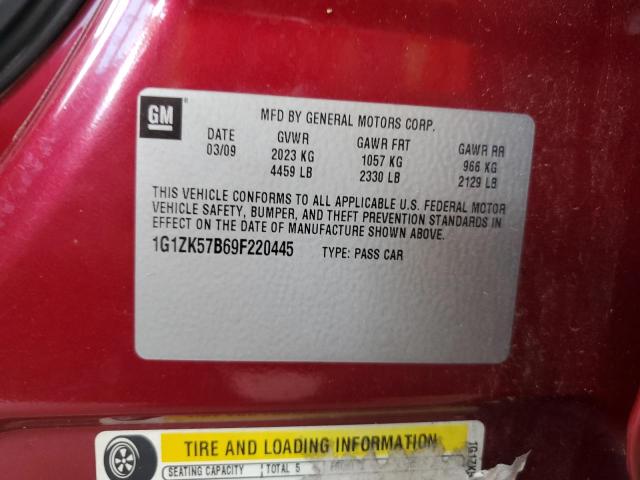 GM
MFD BY GENERAL MOTORS CORP.
DATE GVWR GAWR FRT GAWR RR
03/09 2023 KG 1057 KG 966 KG
4459 LB 2330 LB 2129 LB
THIS VEHICLE CONFORMS TO ALL APPLICABLE U.S. FEDERAL MOTOR
VEHICLE SAFETY, BUMPER, AND THEFT PREVENTION STANDARDS IN
EFFECT ON THE DATE OF MANUFACTURE SHOWN ABOVE.
1G1ZK57B69F220445 TYPE: PASS CAR
TIRE AND LOADING INFORMATION
SEATING CAPACITY TOTAL 5
1G1ZK5